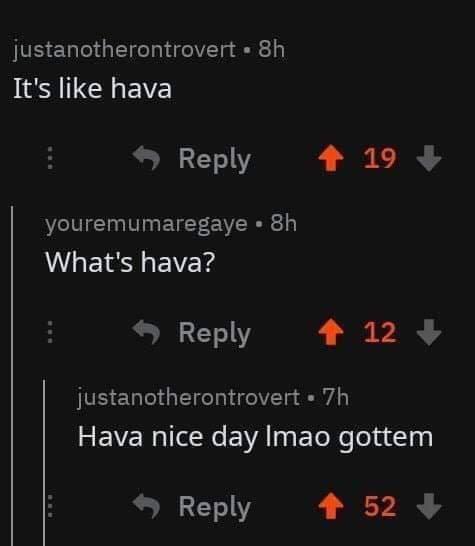 justanotherontrovert • 8h
It's like hava
Reply 19
youremumaregaye • 8h
What's hava?
Reply 12
justanotherontrovert • 7h
Hava nice day lmao gottem
Reply 52